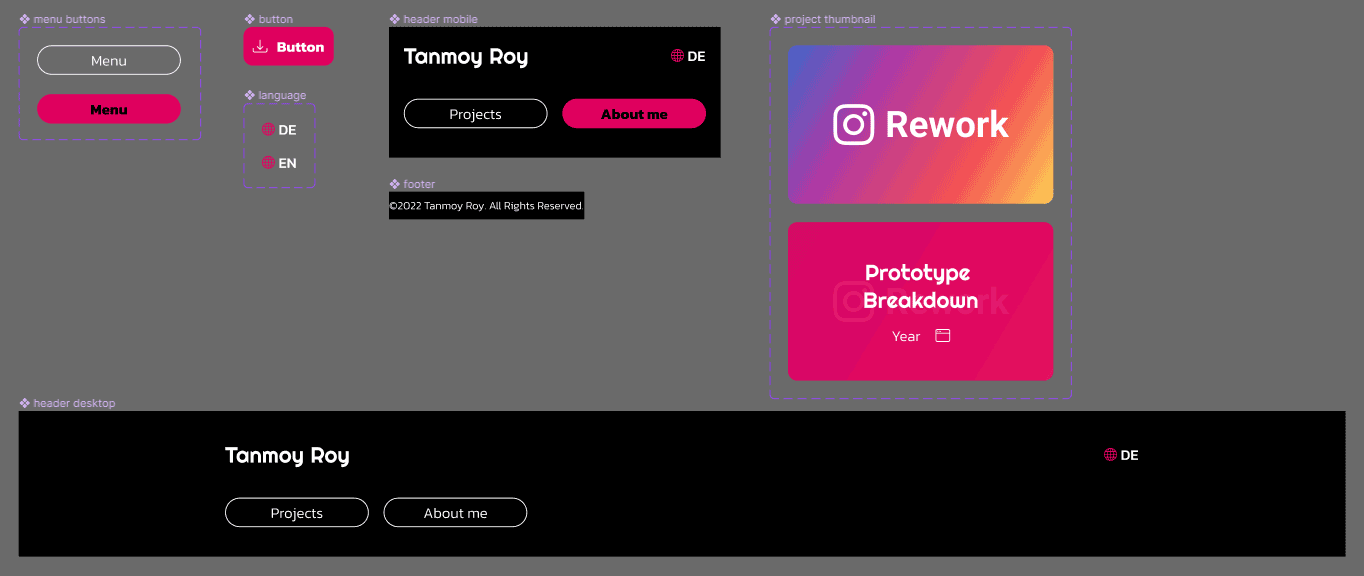 menu buttons
Menu
Menu
button
Button
language
DE
EN
header mobile
Tanmoy Roy
DE
Projects
About me
footer
©2022 Tanmoy Roy. All Rights Reserved.
project thumbnail
Rework
Prototype
Breakdown
Rework
Year
header desktop
Tanmoy Roy
DE
Projects
About me